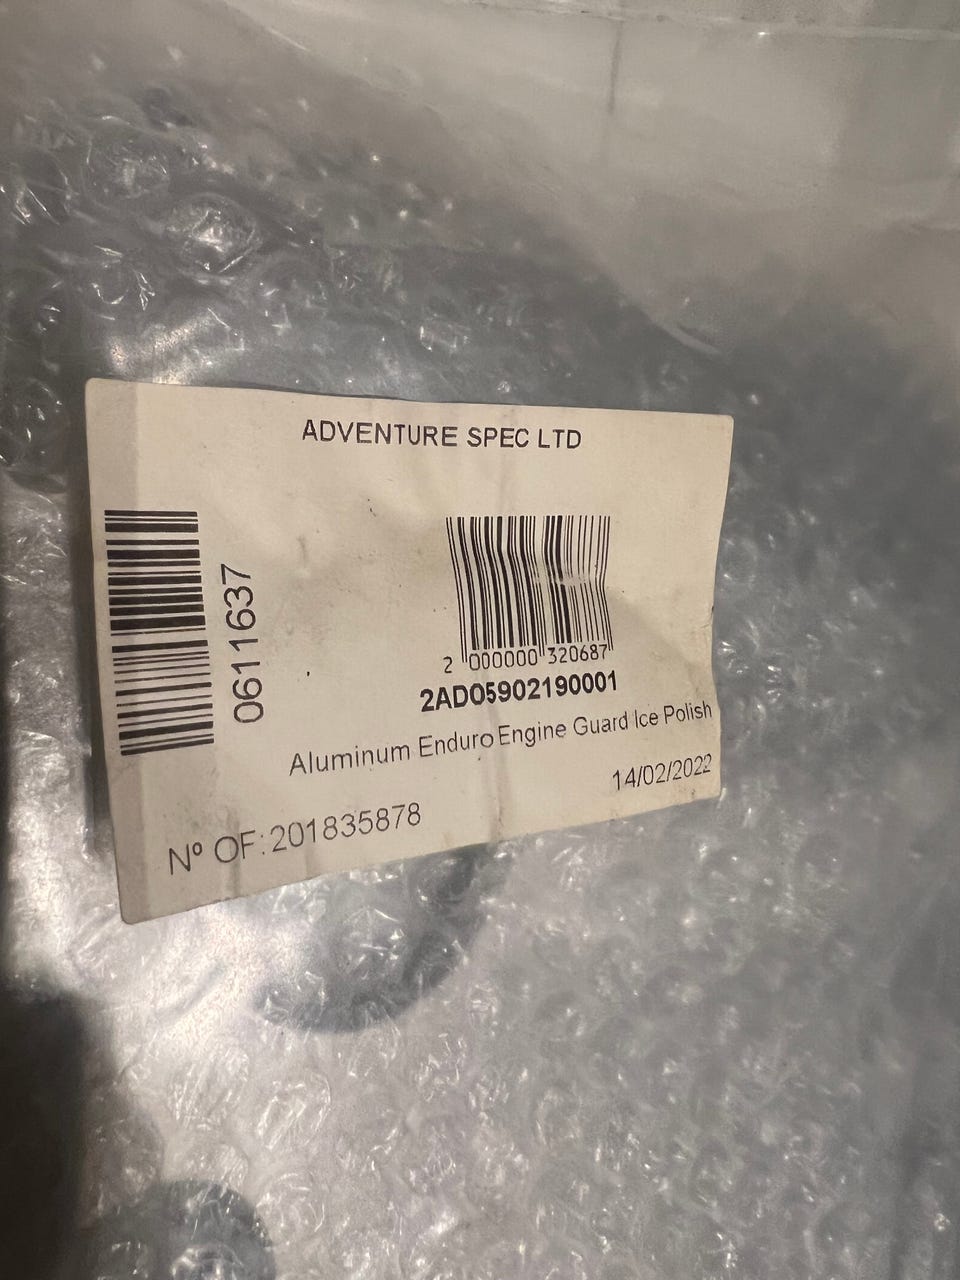 ADVENTURE SPEC LTD
0611637
2 000000 320687
2ADO5902190001
Aluminum Enduro Engine Guard Ice Polish
14/02/2022
Nº OF:201835878